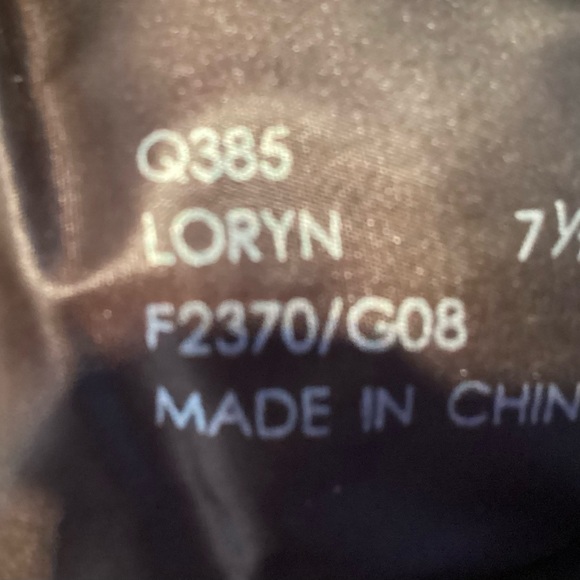 Q385
LORYN 7½
F2370/G08
MADE IN CHIN